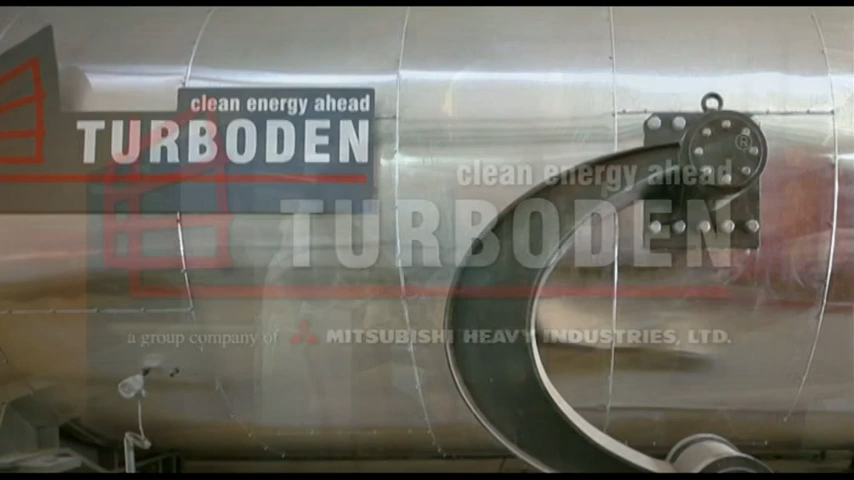 clean energy ahead
TURBODEN
clean energy ahead
TURBODEN
a group company of MITSUBISHI HEAVY INDUSTRIES, LTD.